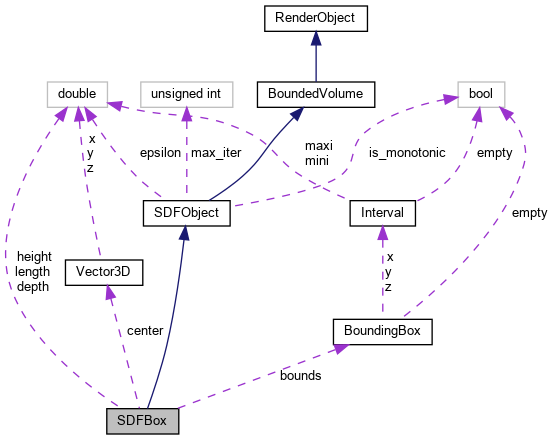 RenderObject
double
unsigned int
BoundedVolume
bool
x
y
z
epsilon
max_iter
maxi
mini
is_monotonic
empty
SDFObject
Interval
empty
height
length
depth
Vector3D
x
y
z
center
BoundingBox
bounds
SDFBox